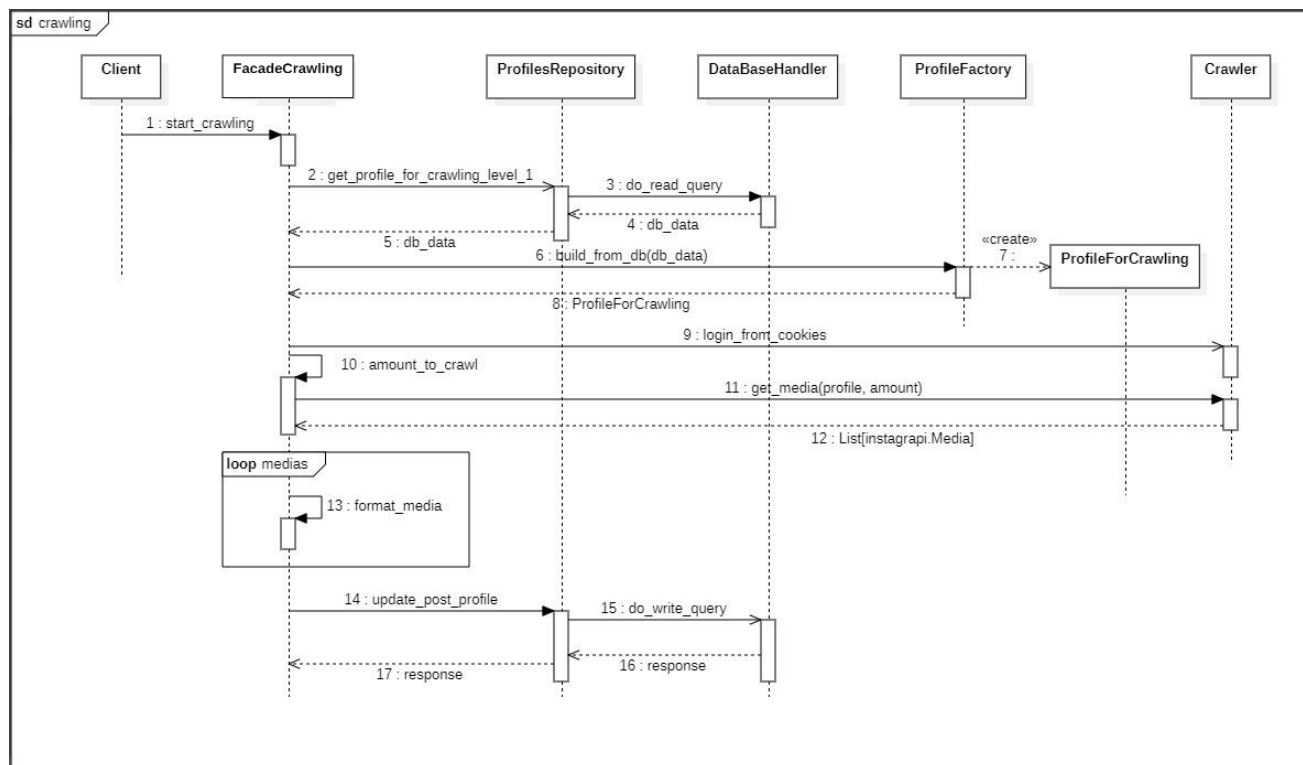 sd crawling
Client
FacadeCrawling
ProfilesRepository
DataBaseHandler
ProfileFactory
Crawler
1 : start_crawling
2 : get_profile_for_crawling_level_1
3 : do_read_query
4 : db_data
5 : db_data
6 : build_from_db(db_data)
«create»
7 :
ProfileForCrawling
8 : ProfileForCrawling
9 : login_from_cookies
10 : amount_to_crawl
11 : get_media(profile, amount)
12 : List[instagrapi.Media]
loop medias
13 : format_media
14 : update_post_profile
15 : do_write_query
16 : response
17 : response